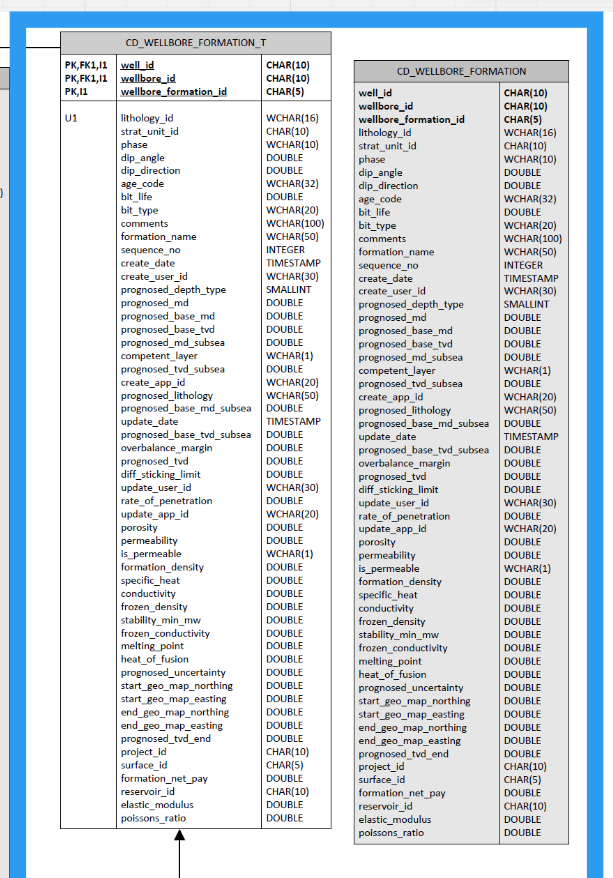 CD_WELLBORE_FORMATION_T
PK,FK1,I1 well_id CHAR(10)
PK,FK1,I1 wellbore_id CHAR(10)
PK,I1 wellbore_formation_id CHAR(5)
U1 lithology_id WCHAR(16)
strat_unit_id CHAR(10)
phase WCHAR(10)
dip_angle DOUBLE
dip_direction DOUBLE
age_code WCHAR(32)
bit_life DOUBLE
bit_type WCHAR(20)
comments WCHAR(100)
formation_name WCHAR(50)
sequence_no INTEGER
create_date TIMESTAMP
create_user_id WCHAR(30)
prognosed_depth_type SMALLINT
prognosed_md DOUBLE
prognosed_base_md DOUBLE
prognosed_base_tvd DOUBLE
prognosed_md_subsea DOUBLE
competent_layer WCHAR(1)
prognosed_tvd_subsea DOUBLE
create_app_id WCHAR(20)
prognosed_lithology WCHAR(50)
prognosed_base_md_subsea DOUBLE
update_date TIMESTAMP
prognosed_base_tvd_subsea DOUBLE
overbalance_margin DOUBLE
prognosed_tvd DOUBLE
diff_sticking_limit DOUBLE
update_user_id WCHAR(30)
rate_of_penetration DOUBLE
update_app_id WCHAR(20)
porosity DOUBLE
permeability DOUBLE
is_permeable WCHAR(1)
formation_density DOUBLE
specific_heat DOUBLE
conductivity DOUBLE
frozen_density DOUBLE
stability_min_mw DOUBLE
frozen_conductivity DOUBLE
melting_point DOUBLE
heat_of_fusion DOUBLE
prognosed_uncertainty DOUBLE
start_geo_map_northing DOUBLE
start_geo_map_easting DOUBLE
end_geo_map_northing DOUBLE
end_geo_map_easting DOUBLE
prognosed_tvd_end DOUBLE
project_id CHAR(10)
surface_id CHAR(5)
formation_net_pay DOUBLE
reservoir_id CHAR(10)
elastic_modulus DOUBLE
poissons_ratio DOUBLE
CD_WELLBORE_FORMATION
well_id CHAR(10)
wellbore_id CHAR(10)
wellbore_formation_id CHAR(5)
lithology_id WCHAR(16)
strat_unit_id CHAR(10)
phase WCHAR(10)
dip_angle DOUBLE
dip_direction DOUBLE
age_code WCHAR(32)
bit_life DOUBLE
bit_type WCHAR(20)
comments WCHAR(100)
formation_name WCHAR(50)
sequence_no INTEGER
create_date TIMESTAMP
create_user_id WCHAR(30)
prognosed_depth_type SMALLINT
prognosed_md DOUBLE
prognosed_base_md DOUBLE
prognosed_base_tvd DOUBLE
prognosed_md_subsea DOUBLE
competent_layer WCHAR(1)
prognosed_tvd_subsea DOUBLE
create_app_id WCHAR(20)
prognosed_lithology WCHAR(50)
prognosed_base_md_subsea DOUBLE
update_date TIMESTAMP
prognosed_base_tvd_subsea DOUBLE
overbalance_margin DOUBLE
prognosed_tvd DOUBLE
diff_sticking_limit DOUBLE
update_user_id WCHAR(30)
rate_of_penetration DOUBLE
update_app_id WCHAR(20)
porosity DOUBLE
permeability DOUBLE
is_permeable WCHAR(1)
formation_density DOUBLE
specific_heat DOUBLE
conductivity DOUBLE
frozen_density DOUBLE
stability_min_mw DOUBLE
frozen_conductivity DOUBLE
melting_point DOUBLE
heat_of_fusion DOUBLE
prognosed_uncertainty DOUBLE
start_geo_map_northing DOUBLE
start_geo_map_easting DOUBLE
end_geo_map_northing DOUBLE
end_geo_map_easting DOUBLE
prognosed_tvd_end DOUBLE
project_id CHAR(10)
surface_id CHAR(5)
formation_net_pay DOUBLE
reservoir_id CHAR(10)
elastic_modulus DOUBLE
poissons_ratio DOUBLE
)